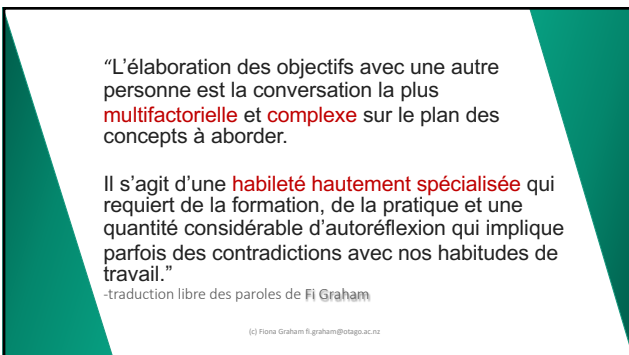 “L’élaboration des objectifs avec une autre
personne est la conversation la plus
multifactorielle et complexe sur le plan des
concepts à aborder.
Il s’agit d’une habileté hautement spécialisée qui
requiert de la formation, de la pratique et une
quantité considérable d’autoréflexion qui implique
parfois des contradictions avec nos habitudes de
travail.”
-traduction libre des paroles de Fi Graham
(c) Fiona Graham fi.graham@otago.ac.nz